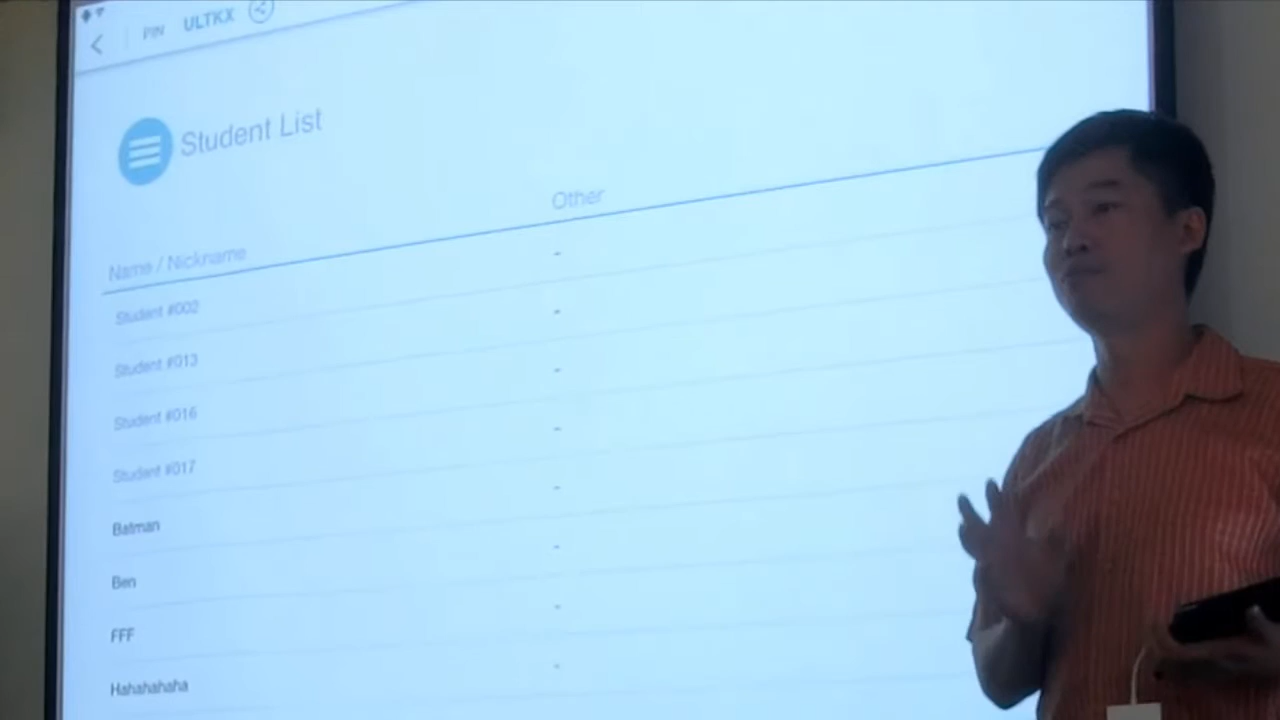 PIN ULTKX
Student List
Name / Nickname Other
Student #002 -
Student #013 -
Student #016 -
Student #017 -
Batman -
Ben -
FFF -
Hahahahaha -